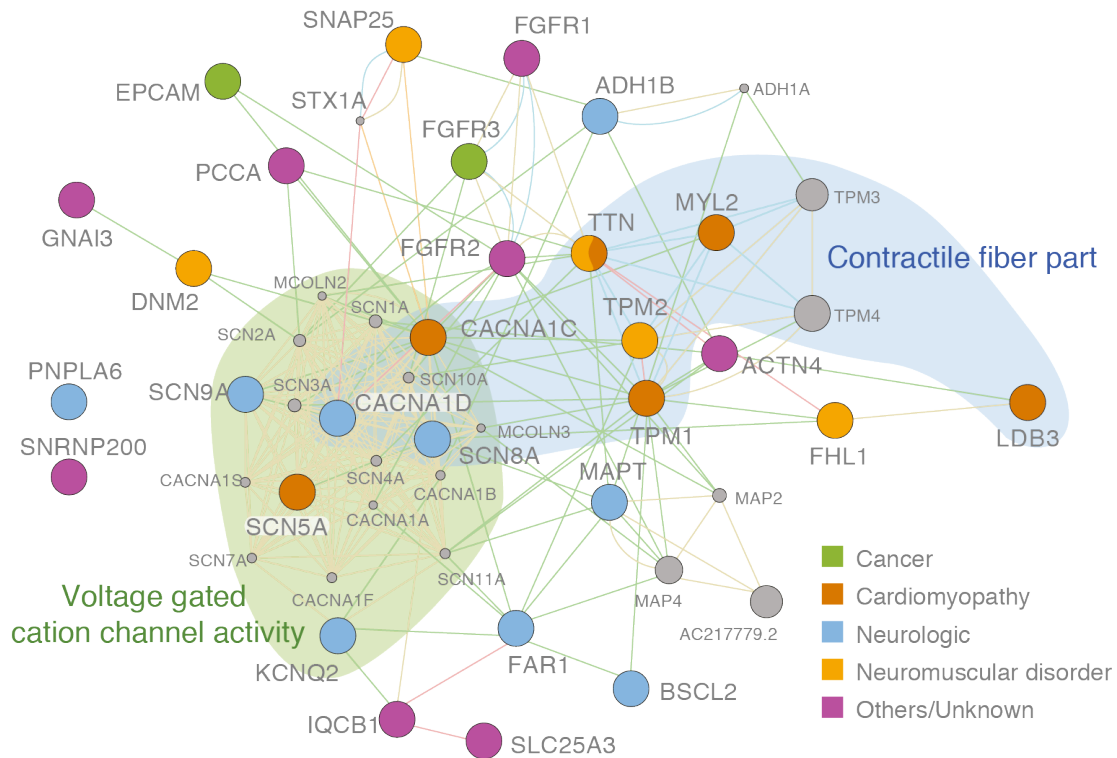 SNAP25
FGFR1
EPCAM
STX1A
ADH1B
ADH1A
FGFR3
PCCA
GNAI3
FGFR2
TTN
MYL2
TPM3
Contractile fiber part
DNM2
MCOLN2
SCN1A
SCN2A
CACNA1C
TPM2
TPM4
ACTN4
PNPLA6
SCN9A
SCN3A
SCN10A
CACNA1D
MCOLN3
TPM1
FHL1
LDB3
SNRNP200
SCN8A
CACNA1S
SCN4A
CACNA1B
MAPT
MAP2
SCN5A
CACNA1A
SCN7A
SCN11A
CACNA1F
MAP4
AC217779.2
Voltage gated
cation channel activity
KCNQ2
FAR1
BSCL2
IQCB1
SLC25A3
Cancer
Cardiomyopathy
Neurologic
Neuromuscular disorder
Others/Unknown